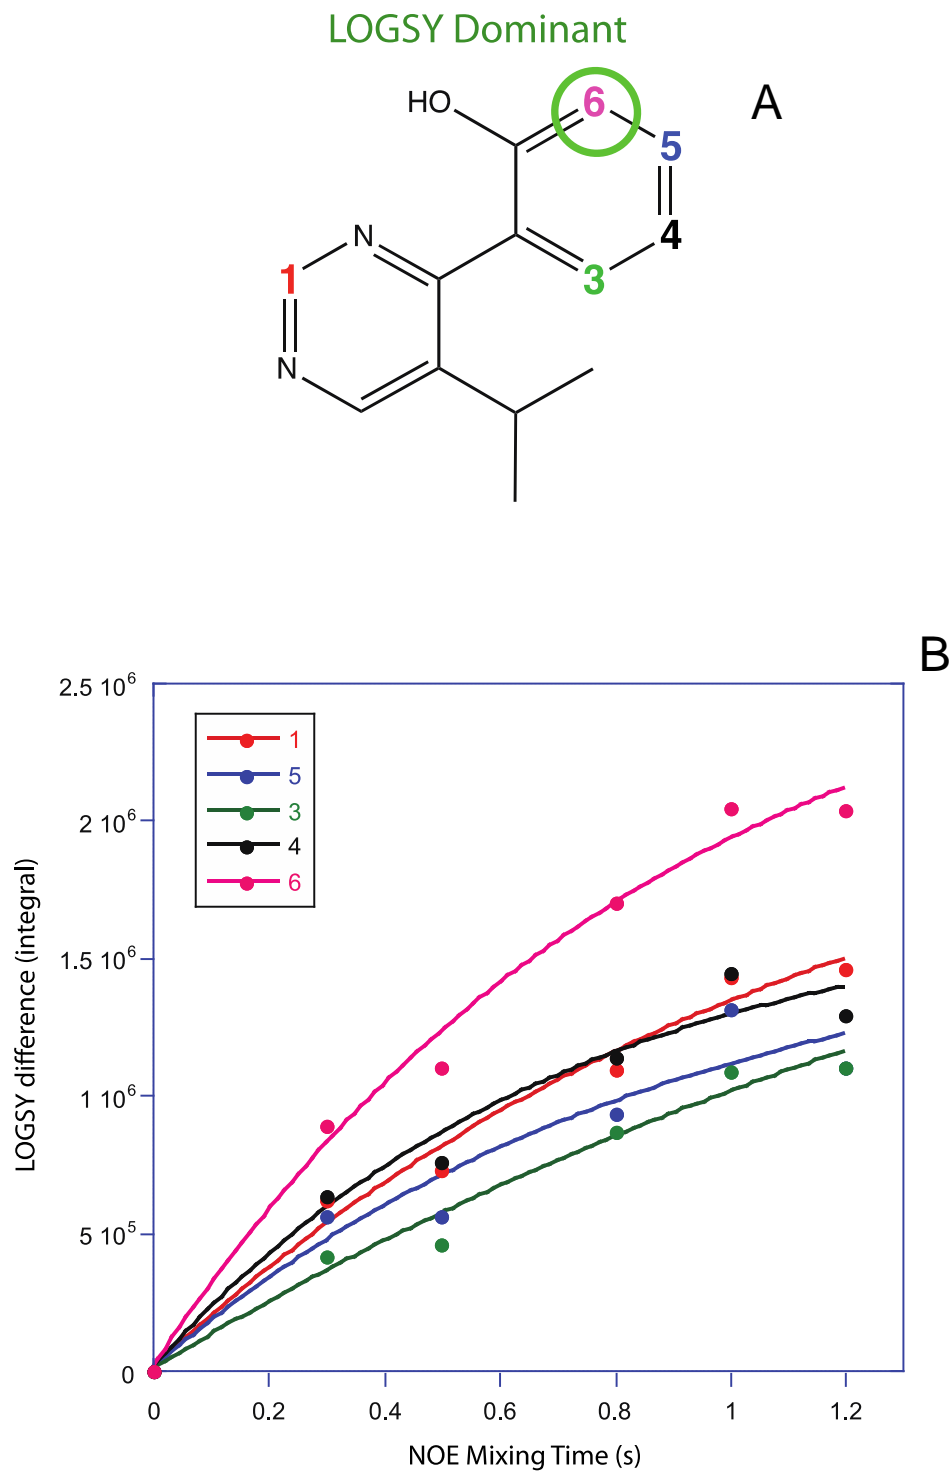 LOGSY Dominant
A
HO
6
5
4
3
N
1
N
B
LOGSY difference (integral)
2.5 10⁶
2 10⁶
1.5 10⁶
1 10⁶
5 10⁵
0
1
5
3
4
6
0 0.2 0.4 0.6 0.8 1 1.2
NOE Mixing Time (s)